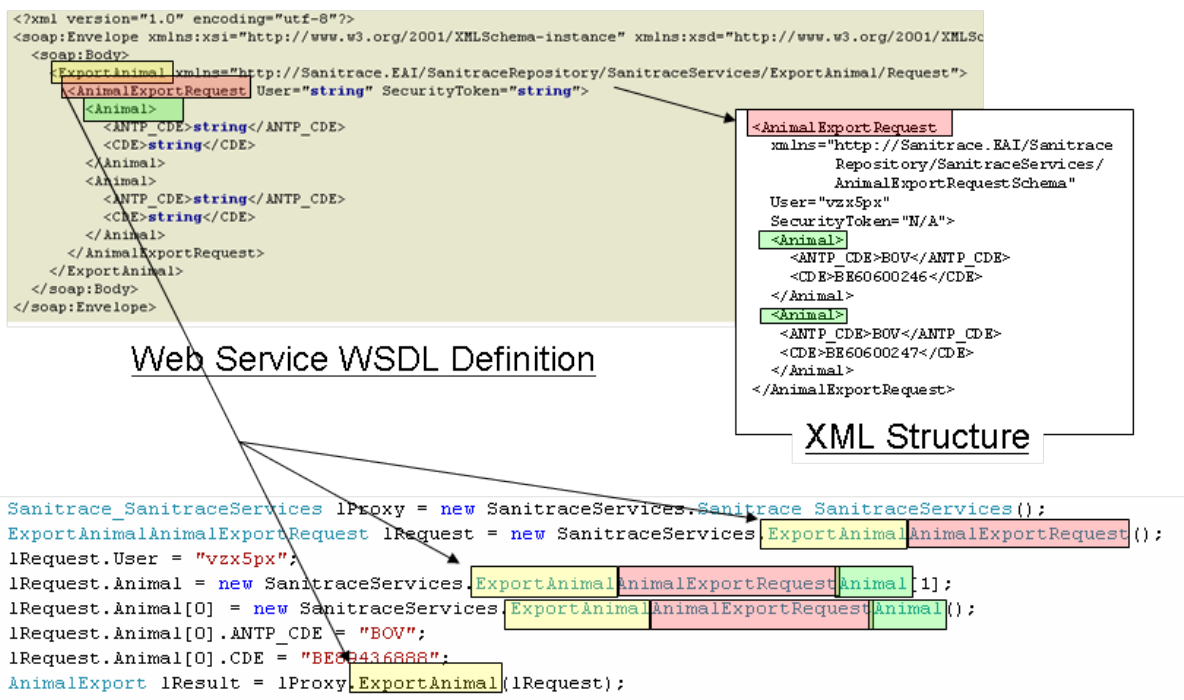 <?xml version="1.0" encoding="utf-8"?>
<soap:Envelope xmlns:xsi="http://www.w3.org/2001/XMLSchema-instance" xmlns:xsd="http://www.w3.org/2001/XMLSc
<soap:Body>
<ExportAnimal xmlns="http://Sanitrace.EAI/SanitraceRepository/SanitraceServices/ExportAnimal/Request">
<AnimalExportRequest User="string" SecurityToken="string">
<Animal>
<ANTP_CDE>string</ANTP_CDE>
<CDE>string</CDE>
</Animal>
<Animal>
<ANTP_CDE>string</ANTP_CDE>
<CDE>string</CDE>
</Animal>
</AnimalExportRequest>
</ExportAnimal>
</soap:Body>
</soap:Envelope>
Web Service WSDL Definition
<AnimalExportRequest
xmlns="http://Sanitrace.EAI/Sanitrace
Repository/SanitraceServices/
AnimalExportRequestSchema"
User="vzx5px"
SecurityToken="N/A">
<Animal>
<ANTP_CDE>BOV</ANTP_CDE>
<CDE>BE60600246</CDE>
</Animal>
<Animal>
<ANTP_CDE>BOV</ANTP_CDE>
<CDE>BE60600247</CDE>
</Animal>
</AnimalExportRequest>
XML Structure
Sanitrace_SanitraceServices lProxy = new SanitraceServices.Sanitrace_SanitraceServices();
ExportAnimalAnimalExportRequest lRequest = new SanitraceServices.ExportAnimalAnimalExportRequest();
lRequest.User = "vzx5px";
lRequest.Animal = new SanitraceServices.ExportAnimalAnimalExportRequestAnimal[1];
lRequest.Animal[0] = new SanitraceServices.ExportAnimalAnimalExportRequestAnimal();
lRequest.Animal[0].ANTP_CDE = "BOV";
lRequest.Animal[0].CDE = "BE89436888";
AnimalExport lResult = lProxy.ExportAnimal(lRequest);